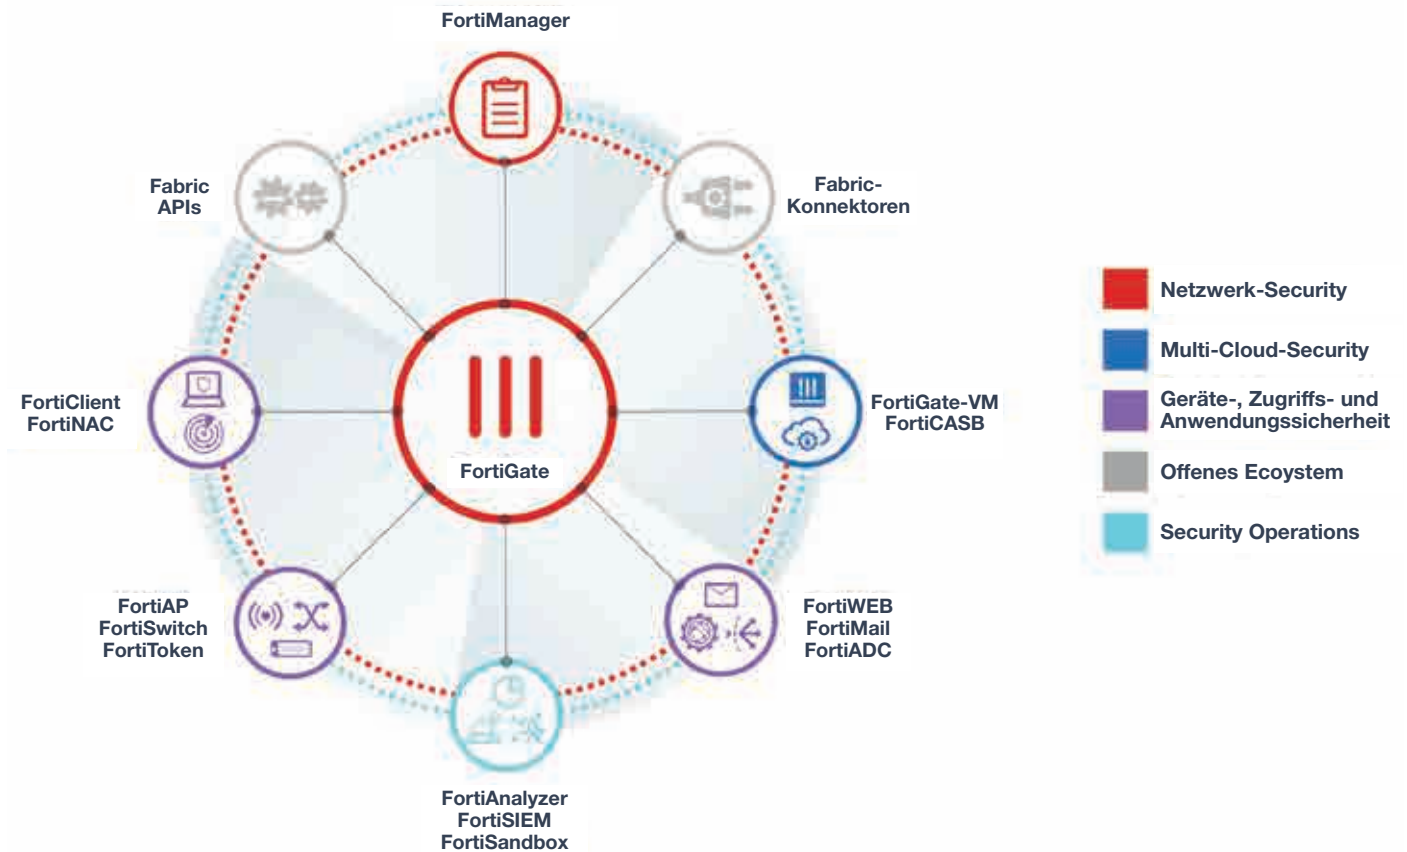 FortiManager
Fabric
APIs
Fabric-
Konnektoren
FortiClient
FortiNAC
FortiGate
FortiGate-VM
FortiCASB
FortiAP
FortiSwitch
FortiToken
FortiWEB
FortiMail
FortiADC
FortiAnalyzer
FortiSIEM
FortiSandbox
Netzwerk-Security
Multi-Cloud-Security
Geräte-, Zugriffs- und
Anwendungssicherheit
Offenes Ecoystem
Security Operations